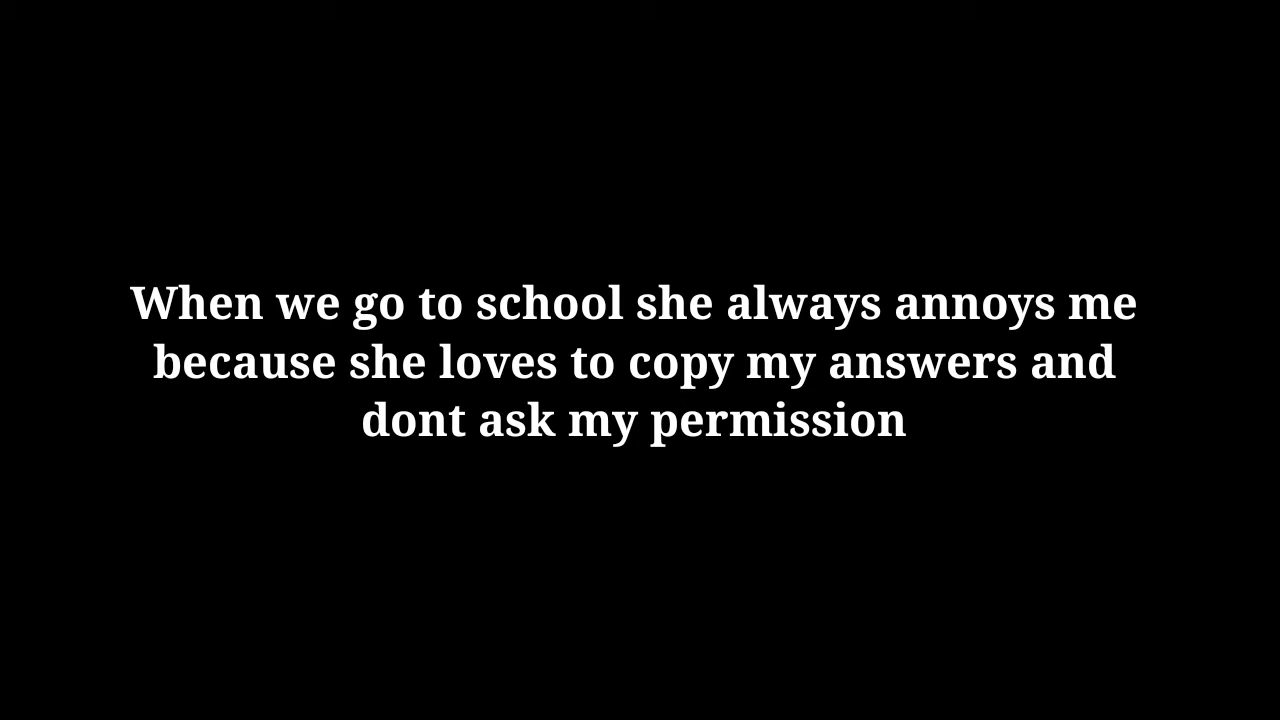 When we go to school she always annoys me
because she loves to copy my answers and
dont ask my permission